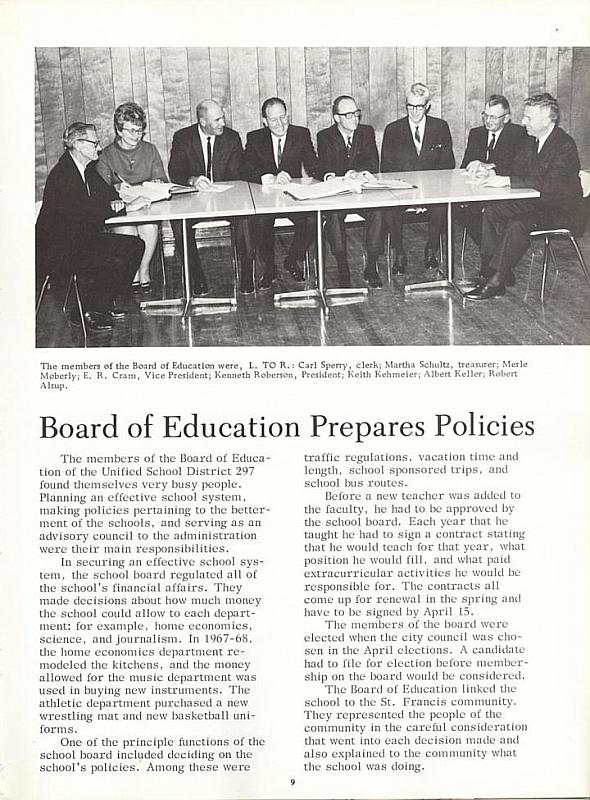 The members of the Board of Education were, L. TO R.: Carl Sperry, clerk; Martha Schultz, treasurer; Merle
Moberly; E. R. Cram, Vice President; Kenneth Roberson, President; Keith Kehmeier; Albert Keller; Robert
Alsup.
Board of Education Prepares Policies
The members of the Board of Educa-
tion of the Unified School District 297
found themselves very busy people.
Planning an effective school system,
making policies pertaining to the better-
ment of the schools, and serving as an
advisory council to the administration
were their main responsibilities.
In securing an effective school sys-
tem, the school board regulated all of
the school's financial affairs. They
made decisions about how much money
the school could allow to each depart-
ment: for example, home economics,
science, and journalism. In 1967-68,
the home economics department re-
modeled the kitchens, and the money
allowed for the music department was
used in buying new instruments. The
athletic department purchased a new
wrestling mat and new basketball uni-
forms.
One of the principle functions of the
school board included deciding on the
school's policies. Among these were
traffic regulations, vacation time and
length, school sponsored trips, and
school bus routes.
Before a new teacher was added to
the faculty, he had to be approved by
the school board. Each year that he
taught he had to sign a contract stating
that he would teach for that year, what
position he would fill, and what paid
extracurricular activities he would be
responsible for. The contracts all
come up for renewal in the spring and
have to be signed by April 15.
The members of the board were
elected when the city council was cho-
sen in the April elections. A candidate
had to file for election before member-
ship on the board would be considered.
The Board of Education linked the
school to the St. Francis community.
They represented the people of the
community in the careful consideration
that went into each decision made and
also explained to the community what
the school was doing.
9